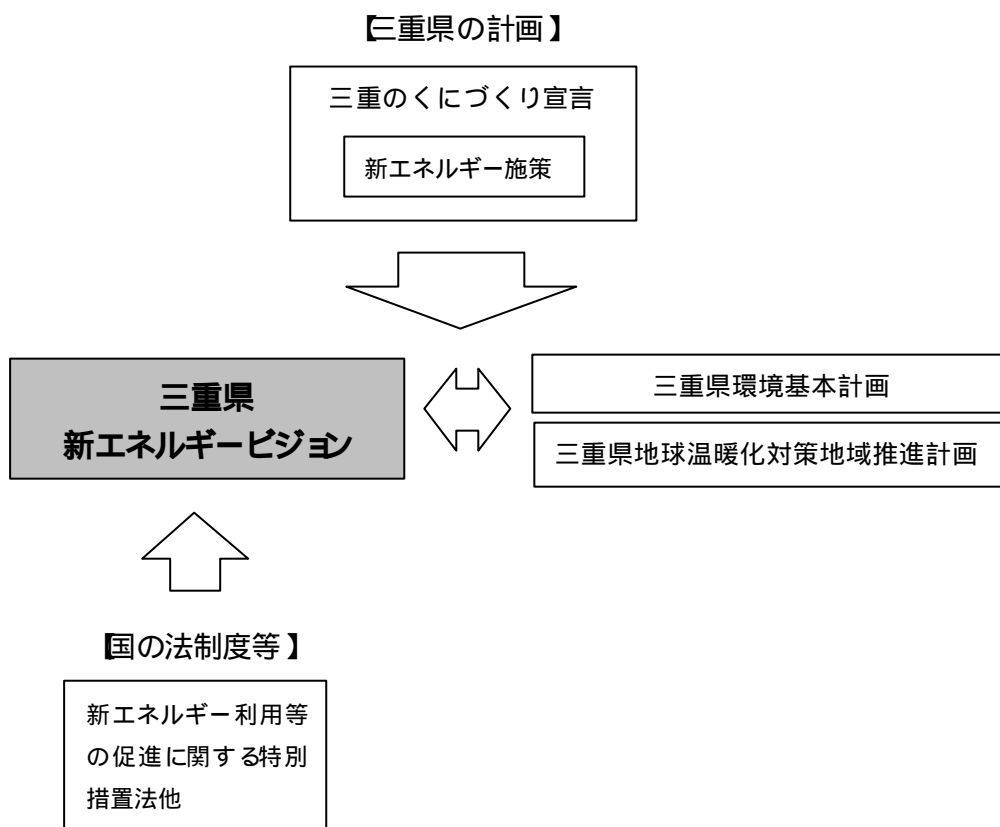 【三重県の計画】
三重のくにづくり宣言
新エネルギー施策
三重県
新エネルギービジョン
三重県環境基本計画
三重県地球温暖化対策地域推進計画
【国の法制度等】
新エネルギー利用等
の促進に関する特別
措置法他